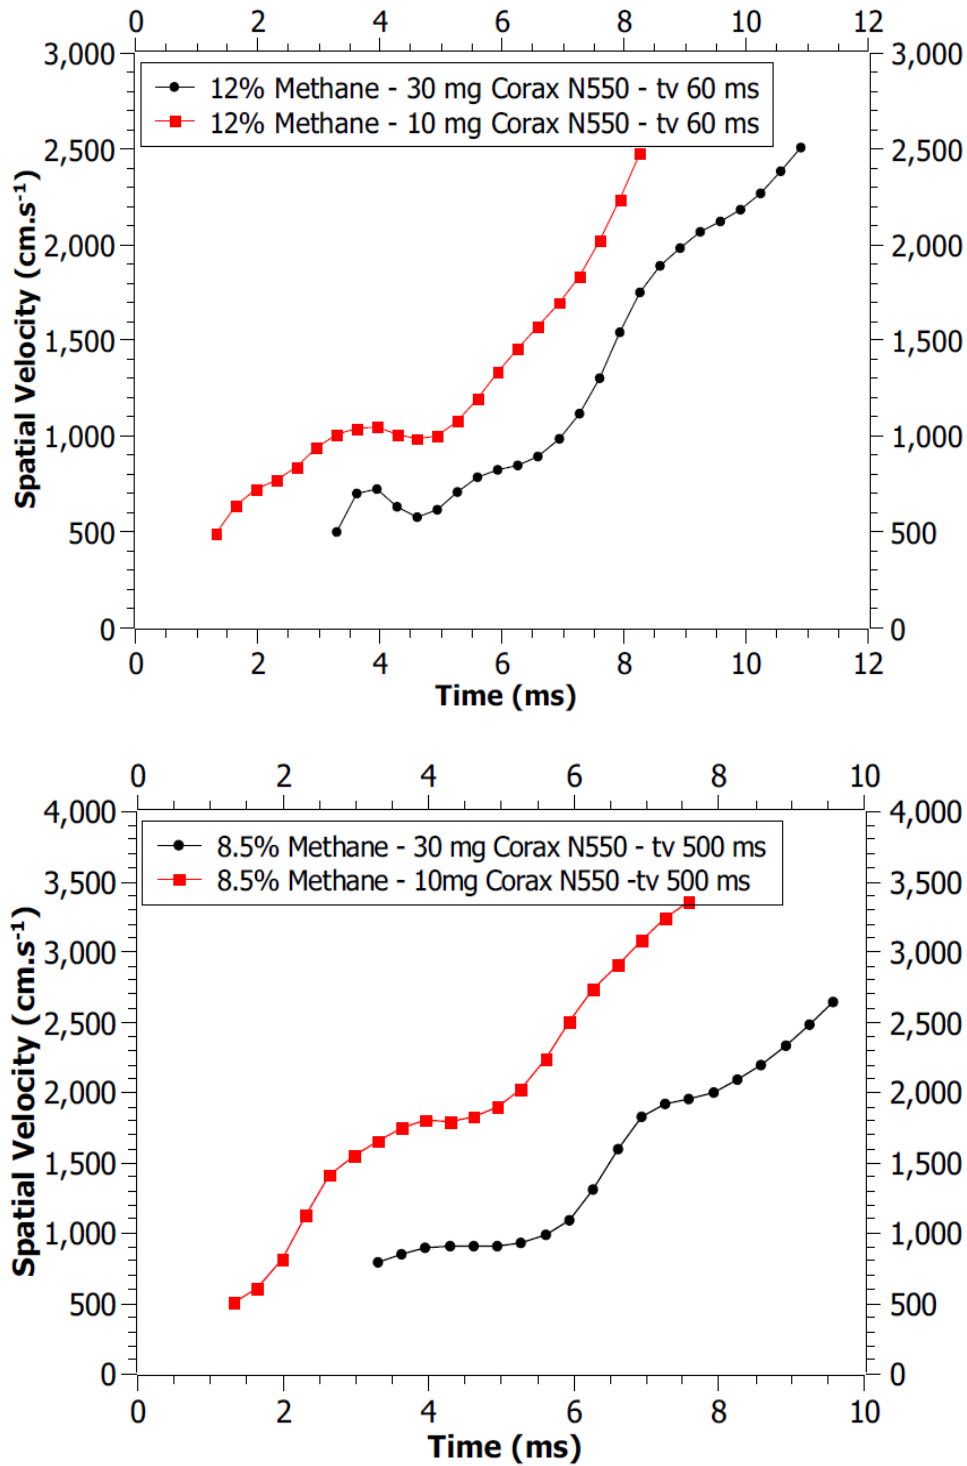 0 2 4 6 8 10 12
3,000 3,000
12% Methane - 30 mg Corax N550 - tv 60 ms
12% Methane - 10 mg Corax N550 - tv 60 ms
2,500 2,500
2,000 2,000
1,500 1,500
1,000 1,000
500 500
0 0
Spatial Velocity (cm.s⁻¹)
0 2 4 6 8 10 12
Time (ms)
0 2 4 6 8 10
4,000 4,000
8.5% Methane - 30 mg Corax N550 - tv 500 ms
8.5% Methane - 10mg Corax N550 -tv 500 ms
3,500 3,500
3,000 3,000
2,500 2,500
2,000 2,000
1,500 1,500
1,000 1,000
500 500
0 0
Spatial Velocity (cm.s⁻¹)
0 2 4 6 8 10
Time (ms)